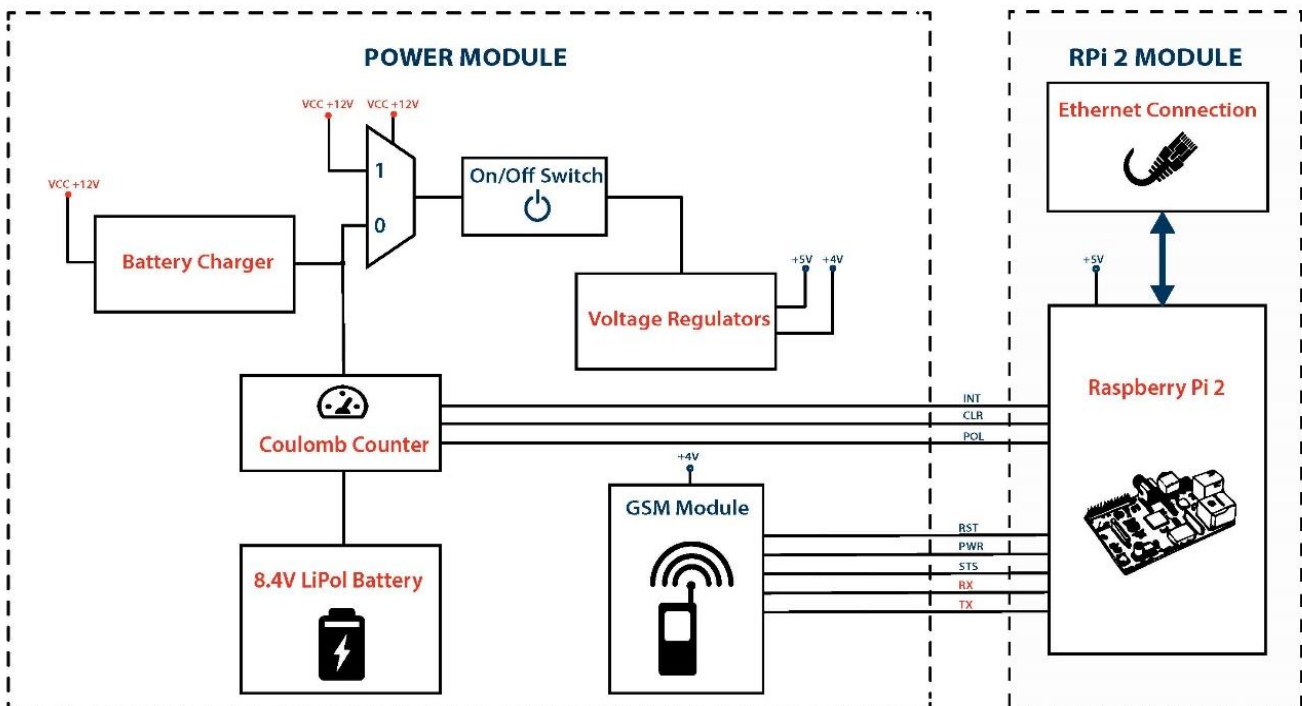 POWER MODULE
RPi 2 MODULE
VCC +12V
VCC +12V
Ethernet Connection
1
On/Off Switch
VCC +12V
0
Battery Charger
+5V
+4V
+5V
Voltage Regulators
Raspberry Pi 2
INT
CLR
POL
Coulomb Counter
+4V
GSM Module
RST
PWR
STS
RX
TX
8.4V LiPol Battery